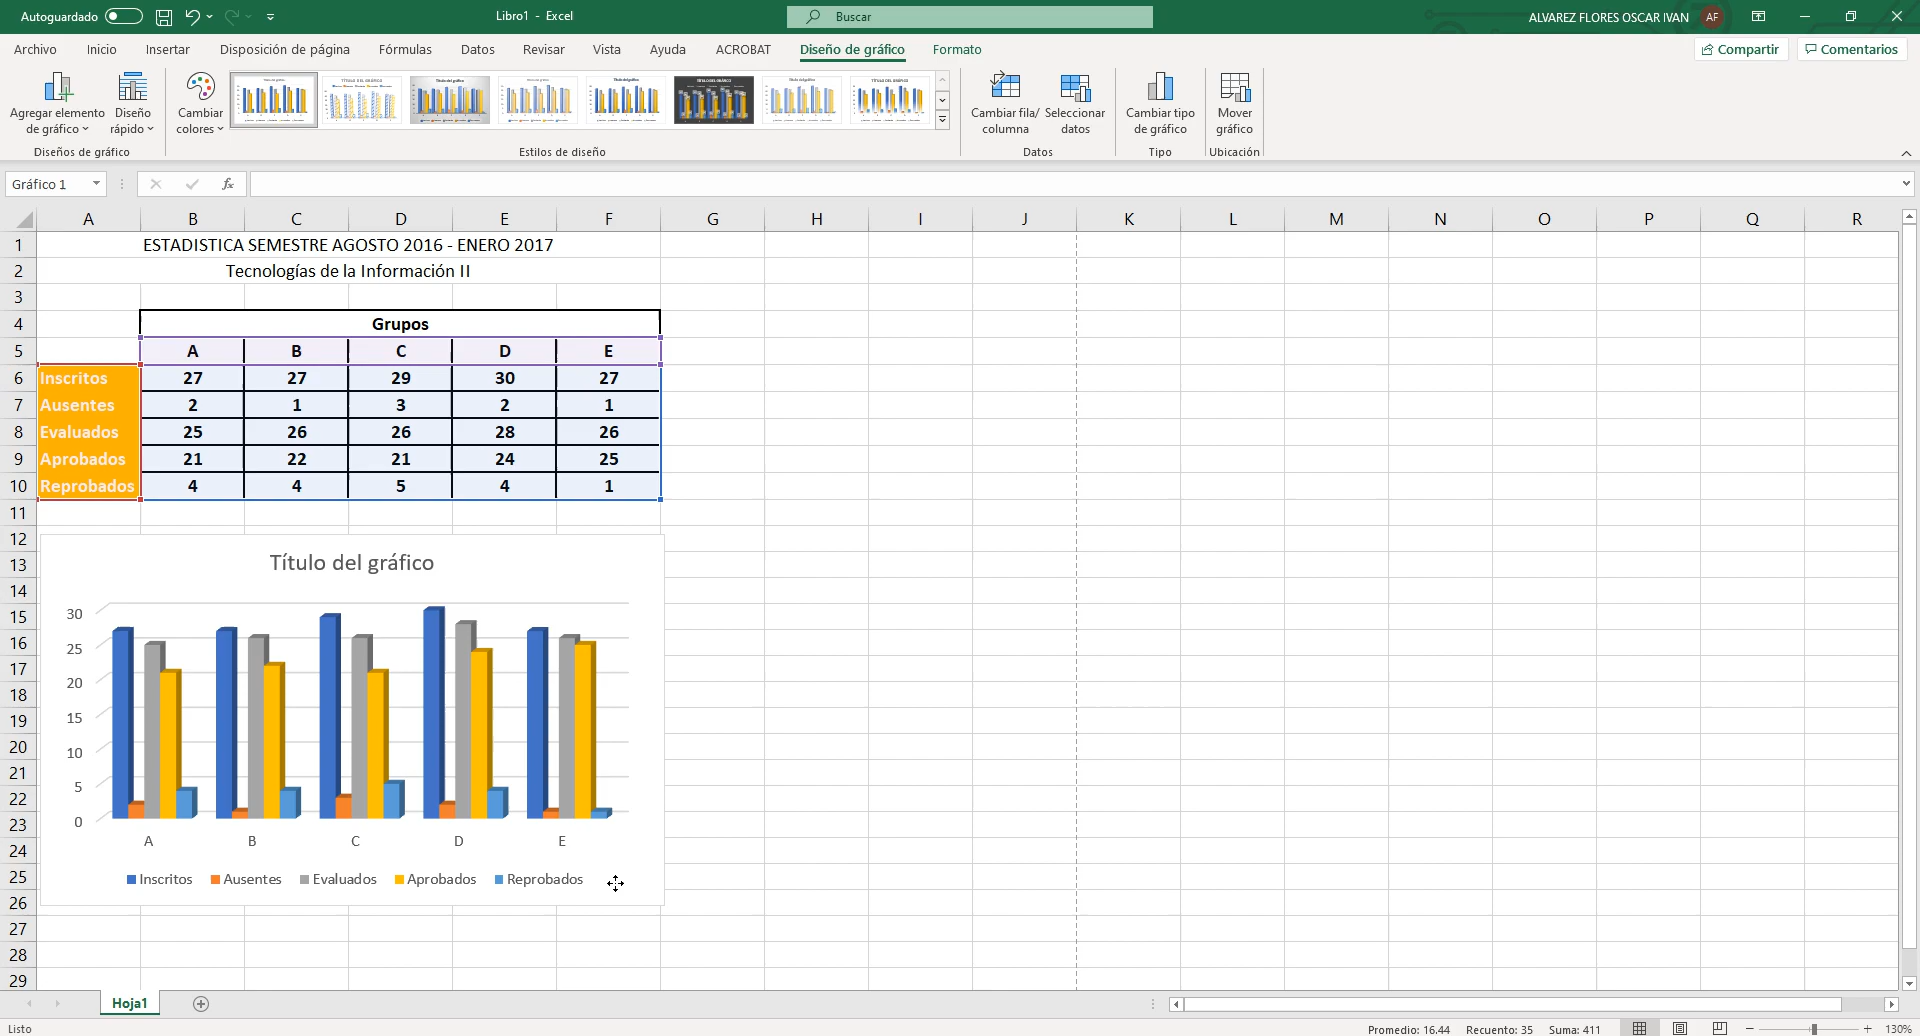 Autoguardado
Libro1 - Excel
Buscar
ALVAREZ FLORES OSCAR IVAN
AF
Archivo Inicio Insertar Disposición de página Fórmulas Datos Revisar Vista Ayuda ACROBAT Diseño de gráfico Formato
Compartir Comentarios
Agregar elemento de gráfico
Diseño rápido
Cambiar colores
Cambiar fila/ columna
Seleccionar datos
Cambiar tipo de gráfico
Mover gráfico
Diseños de gráfico
Estilos de diseño
Datos
Tipo
Ubicación
Gráfico 1
fx
A B C D E F G H I J K L M N O P Q R
1 ESTADISTICA SEMESTRE AGOSTO 2016 - ENERO 2017
2 Tecnologías de la Información II
3
4 Grupos
5 A B C D E
6 Inscritos 27 27 29 30 27
7 Ausentes 2 1 3 2 1
8 Evaluados 25 26 26 28 26
9 Aprobados 21 22 21 24 25
10 Reprobados 4 4 5 4 1
11
12
13
14
15
16
17
18
19
20
21
22
23
24
25
26
27
28
29
Título del gráfico
30
25
20
15
10
5
0
A B C D E
Inscritos Ausentes Evaluados Aprobados Reprobados
Hoja1
Listo
Promedio: 16.44 Recuento: 35 Suma: 411
130%